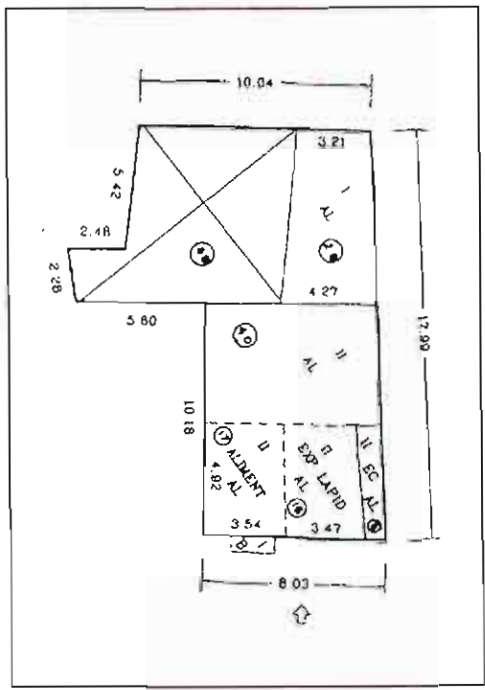 10.04
3.21
5.42
I
AL
2.48
2.28
4.27
5.60
17.99
II
AL
10.18
II
ALIMENT
AL
II
EXP LAPID
AL
II
EC
AL
4.92
3.54
3.47
8 I
8.03